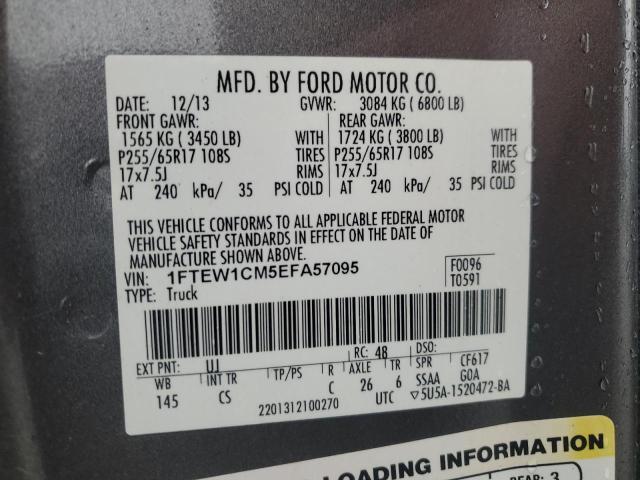 MFD. BY FORD MOTOR CO.
DATE: 12/13 GVWR: 3084 KG ( 6800 LB)
FRONT GAWR: REAR GAWR:
1565 KG ( 3450 LB) WITH 1724 KG ( 3800 LB) WITH
P255/65R17 108S TIRES P255/65R17 108S TIRES
17x7.5J RIMS 17x7.5J RIMS
AT 240 kPa/ 35 PSI COLD AT 240 kPa/ 35 PSI COLD
THIS VEHICLE CONFORMS TO ALL APPLICABLE FEDERAL MOTOR
VEHICLE SAFETY STANDARDS IN EFFECT ON THE DATE OF
MANUFACTURE SHOWN ABOVE.
VIN: 1FTEW1CM5EFA57095 F0096
TYPE: Truck T0591
EXT PNT: UJ RC: 48 DSO:
WB INT TR TP/PS R AXLE TR SPR CF617
145 CS C 26 6 SSAA GOA
2201312100270 UTC ▽5U5A-1520472-BA
LOADING INFORMATION
REAR: 3